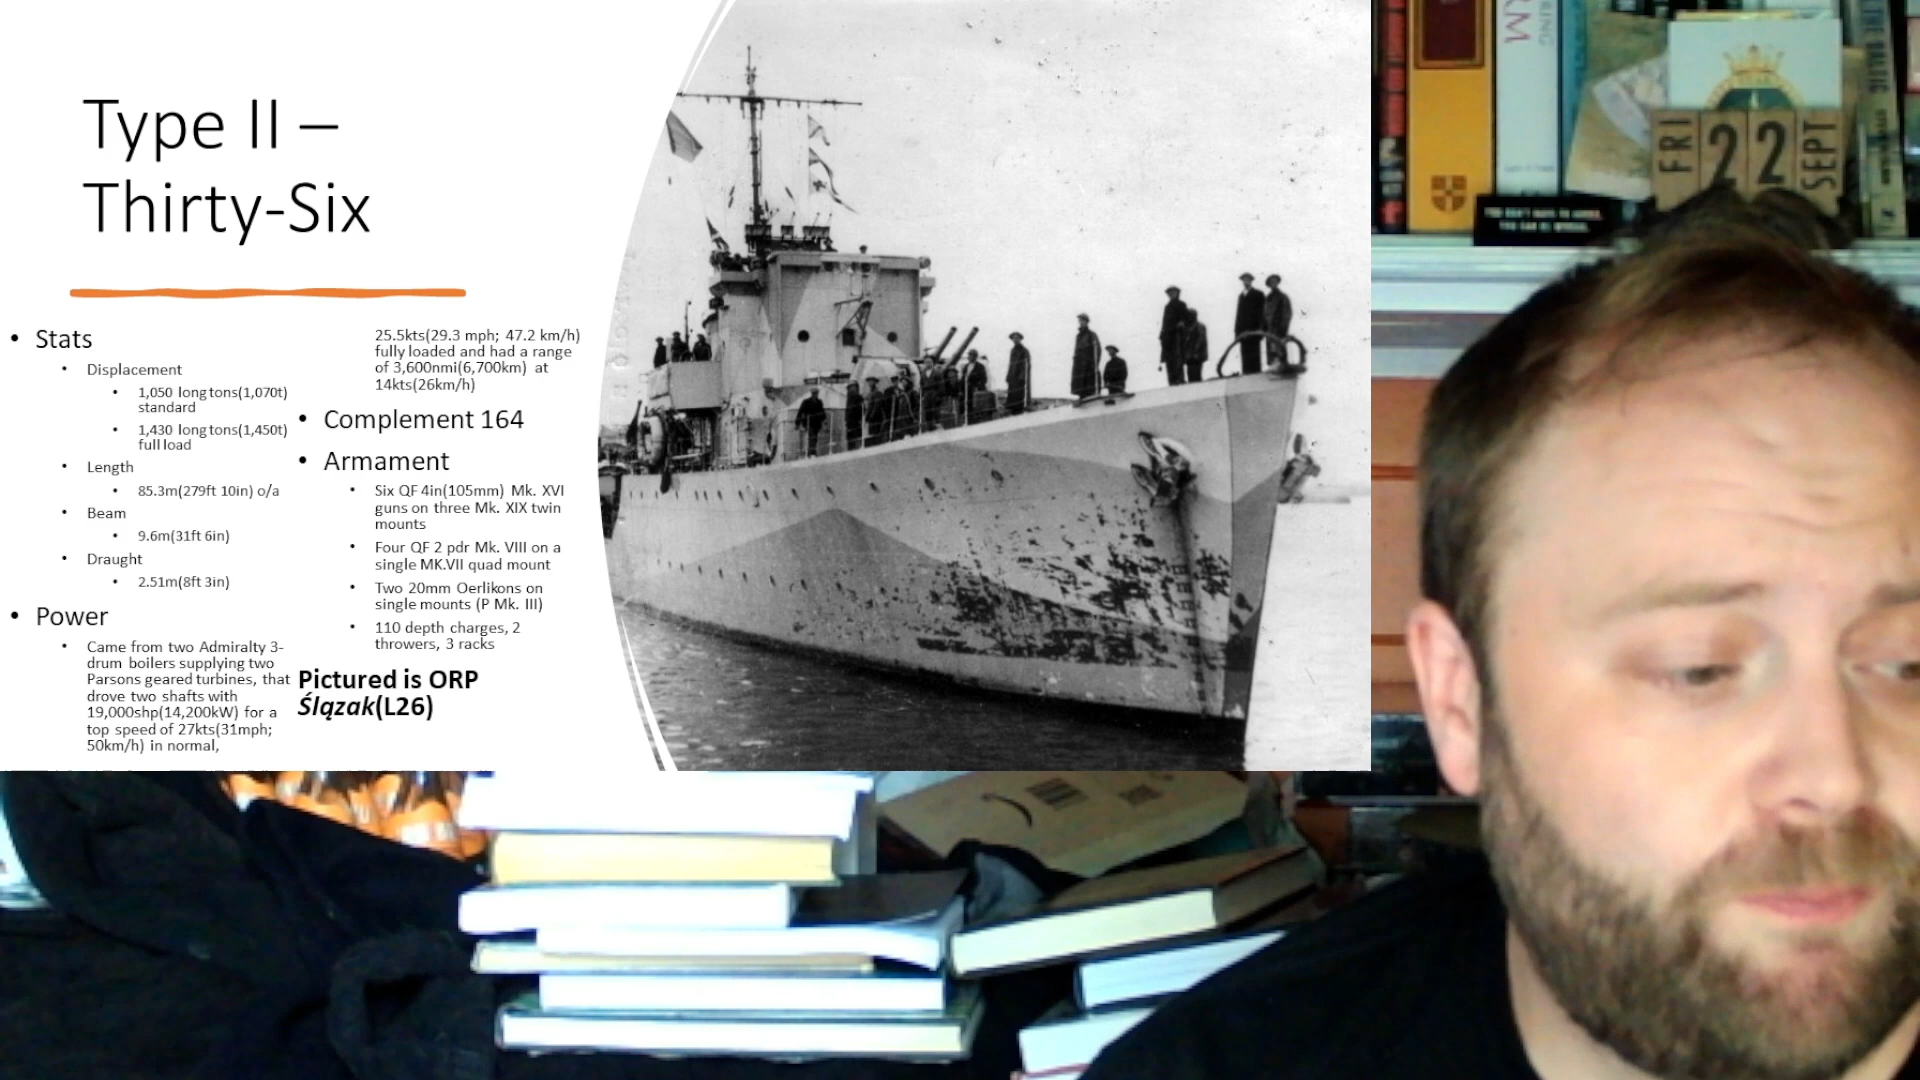 Type II –
Thirty-Six
• Stats
• Displacement
• 1,050 long tons(1,070t)
standard
• 1,430 long tons(1,450t)
full load
• Length
• 85.3m(279ft 10in) o/a
• Beam
• 9.6m(31ft 6in)
• Draught
• 2.51m(8ft 3in)
• Power
• Came from two Admiralty 3-
drum boilers supplying two
Parsons geared turbines, that
drove two shafts with
19,000shp(14,200kW) for a
top speed of 27kts(31mph;
50km/h) in normal,
25.5kts(29.3 mph; 47.2 km/h)
fully loaded and had a range
of 3,600nmi(6,700km) at
14kts(26km/h)
• Complement 164
• Armament
• Six QF 4in(105mm) Mk. XVI
guns on three Mk. XIX twin
mounts
• Four QF 2 pdr Mk. VIII on a
single MK.VII quad mount
• Two 20mm Oerlikons on
single mounts (P Mk. III)
• 110 depth charges, 2
throwers, 3 racks
Pictured is ORP
Ślązak(L26)
FRI
22
SEPT